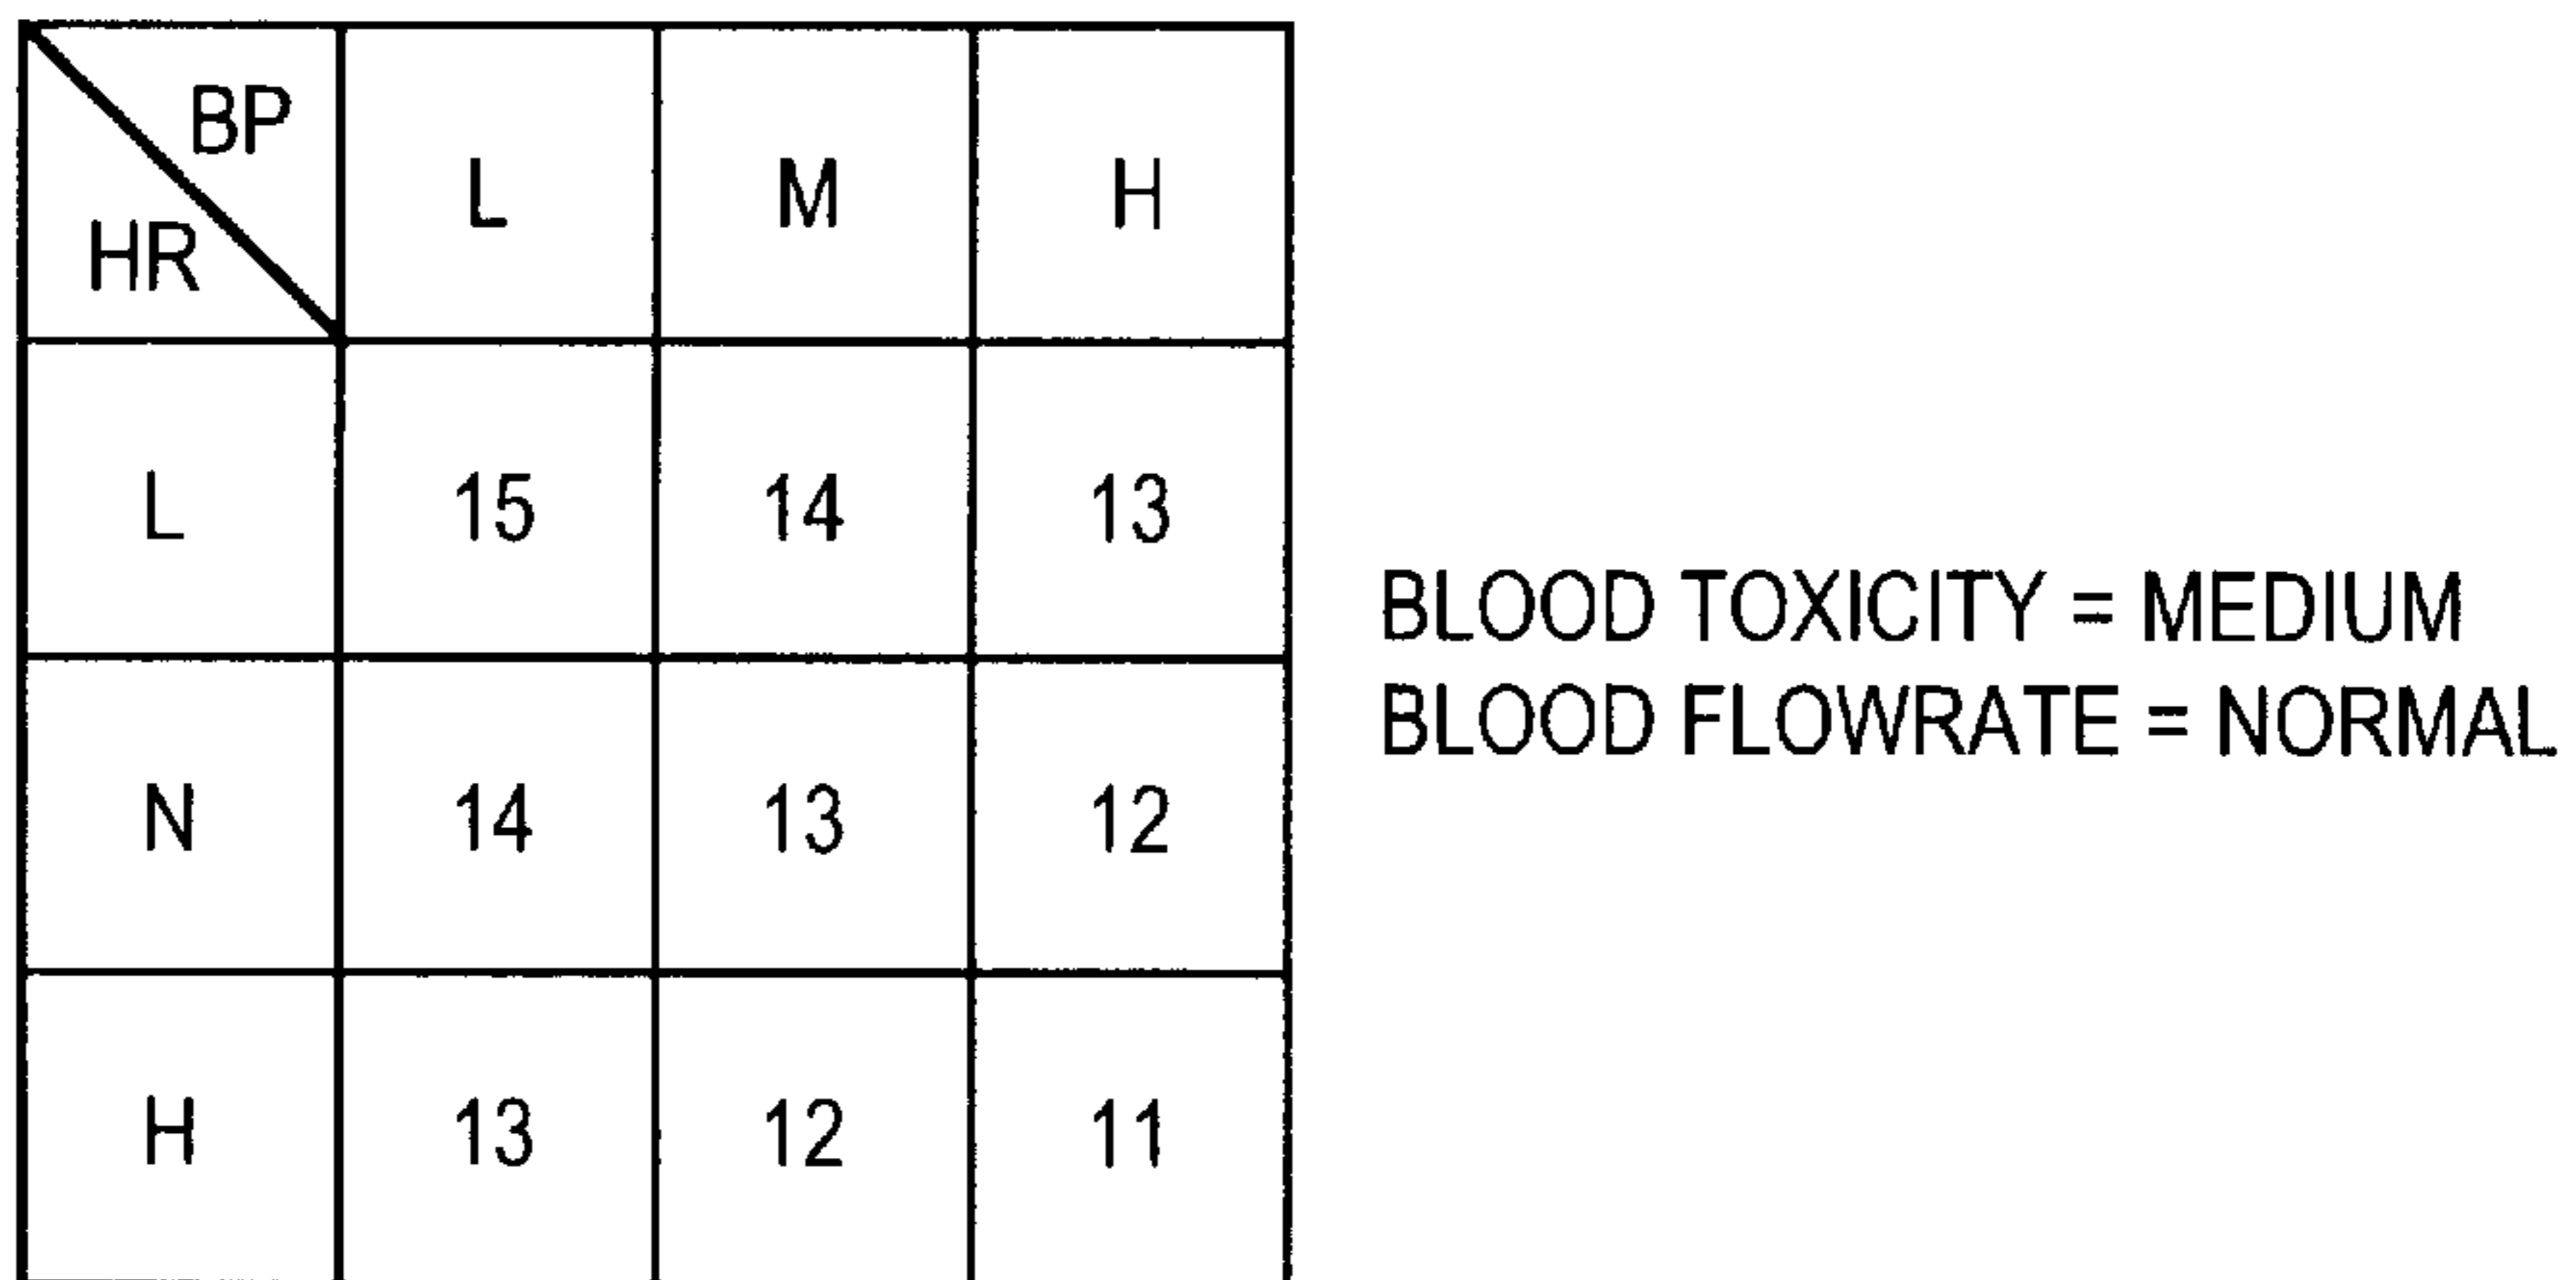 BP
HR
L M H
L 15 14 13
BLOOD TOXICITY = MEDIUM
BLOOD FLOWRATE = NORMAL
N 14 13 12
H 13 12 11